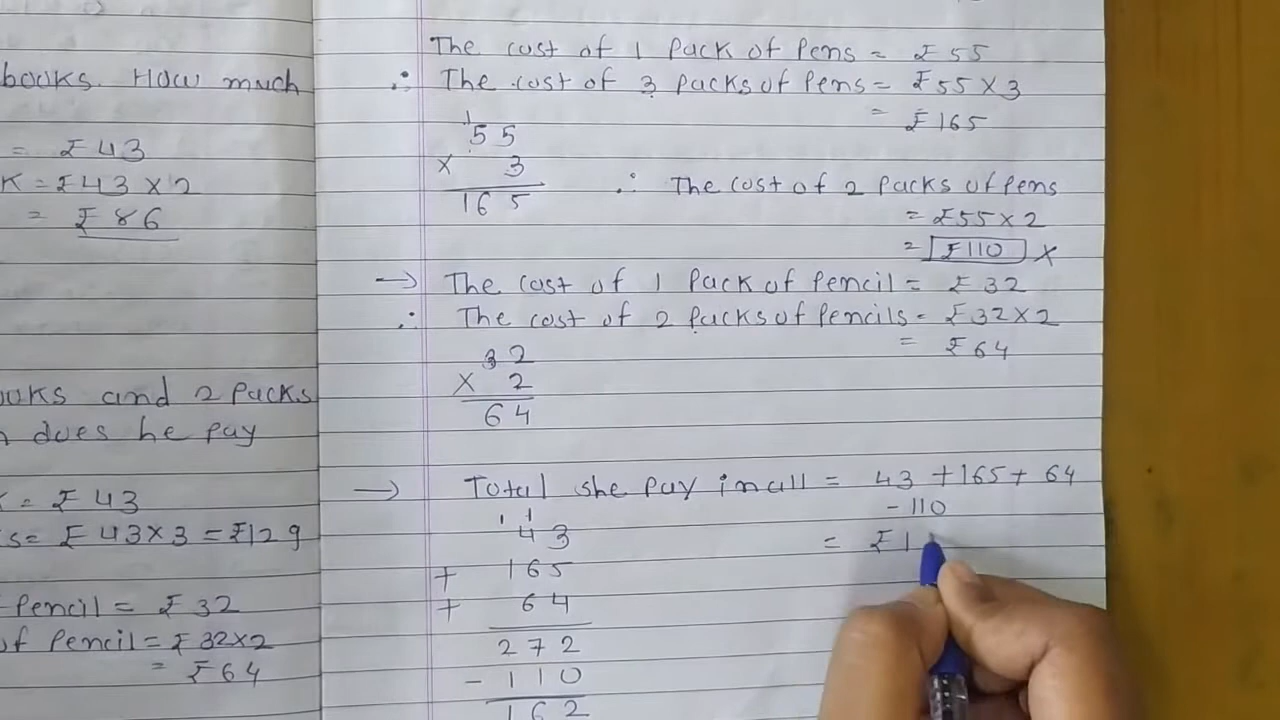 books. How much
= ₹43
K = ₹43 × 2
= ₹86
and 2 packs
does he pay
= ₹43
s = ₹43×3 = ₹129
Pencil = ₹32
of Pencil = ₹32×2
= ₹64
The cost of 1 Pack of Pens = ₹55
∴ The cost of 3 packs of Pens = ₹55 × 3
= ₹165
1
55
× 3
165
∴ The cost of 2 Packs of pens
= ₹55 × 2
= ₹110 ×
→ The cost of 1 Pack of Pencil = ₹32
∴ The cost of 2 Packs of Pencils = ₹32×2
= ₹64
32
× 2
64
→ Total she pay in all = 43 + 165 + 64
- 110
= ₹1
1 1
43
+ 165
+ 64
272
- 110
162